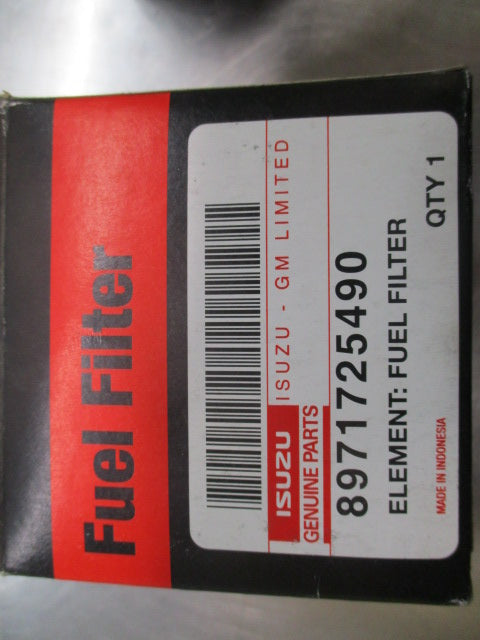 Fuel Filter
ISUZU ISUZU - GM LIMITED
GENUINE PARTS
8971725490
ELEMENT: FUEL FILTER
QTY 1
MADE IN INDONESIA